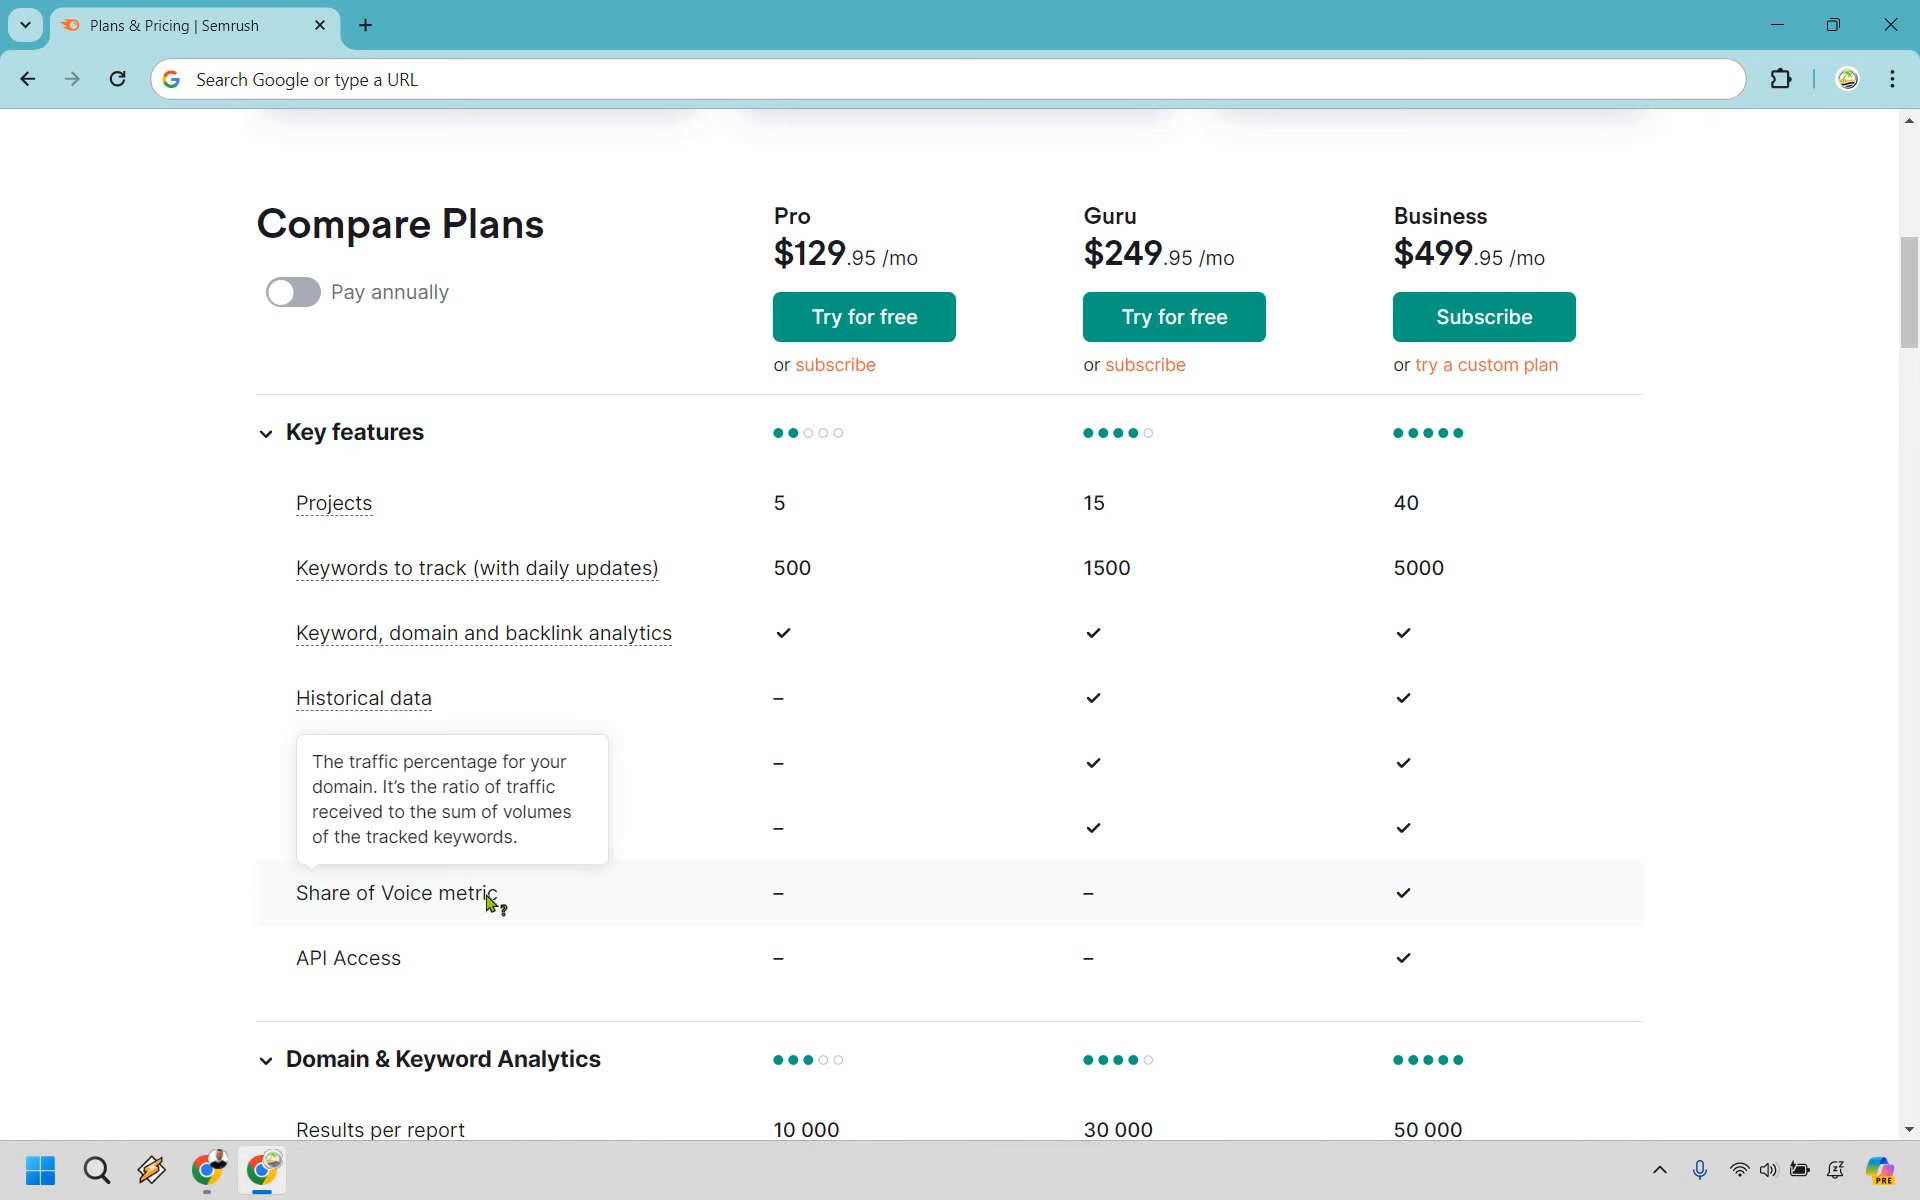 Plans & Pricing | Semrush
Search Google or type a URL
Compare Plans
Pay annually
Pro
$129.95 /mo
Try for free
or subscribe
Guru
$249.95 /mo
Try for free
or subscribe
Business
$499.95 /mo
Subscribe
or try a custom plan
Key features
Projects 5 15 40
Keywords to track (with daily updates) 500 1500 5000
Keyword, domain and backlink analytics ✓ ✓ ✓
Historical data – ✓ ✓
The traffic percentage for your
domain. It's the ratio of traffic
received to the sum of volumes
of the tracked keywords.
– ✓ ✓
– ✓ ✓
Share of Voice metric – – ✓
API Access – – ✓
Domain & Keyword Analytics
Results per report 10 000 30 000 50 000
PRE